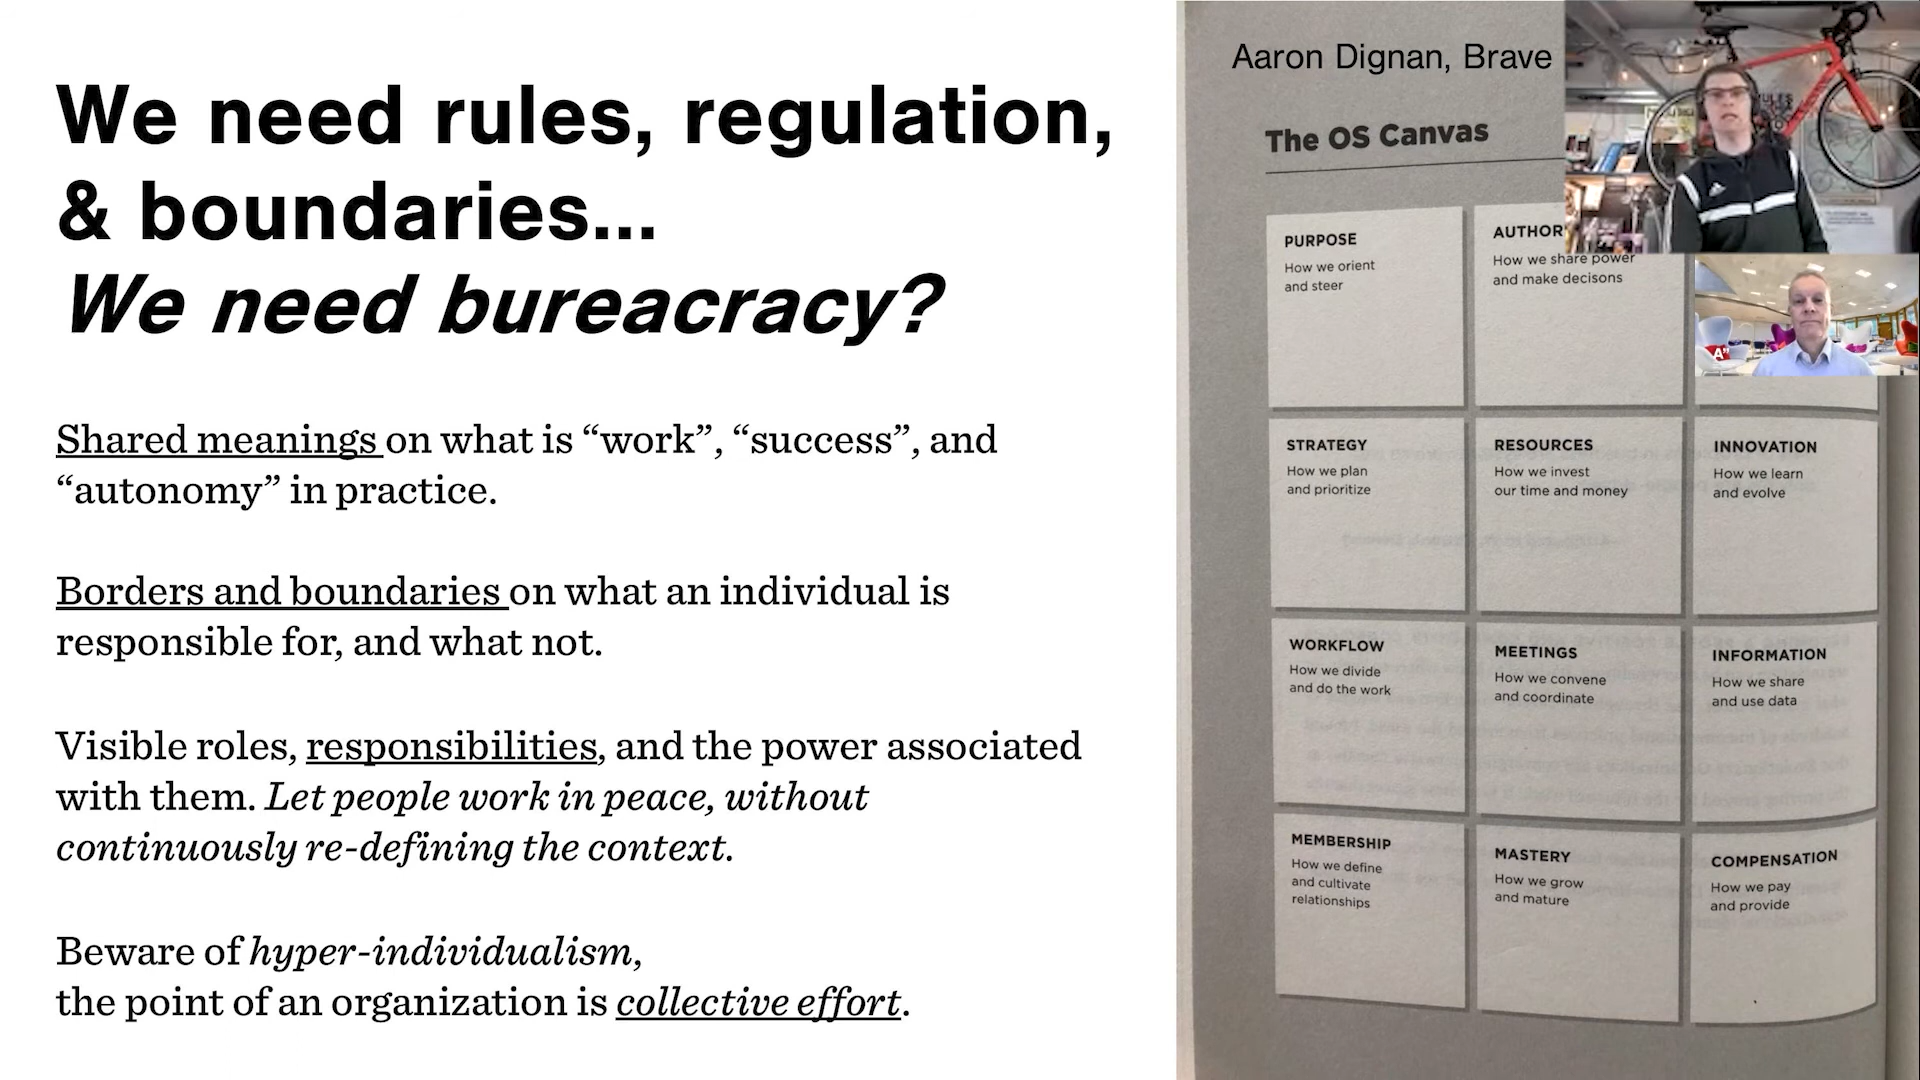 We need rules, regulation,
& boundaries...
We need bureacracy?
Shared meanings on what is “work”, “success”, and
“autonomy” in practice.
Borders and boundaries on what an individual is
responsible for, and what not.
Visible roles, responsibilities, and the power associated
with them. Let people work in peace, without
continuously re-defining the context.
Beware of hyper-individualism,
the point of an organization is collective effort.
Aaron Dignan, Brave
The OS Canvas
PURPOSE
How we orient
and steer
How we share power
and make decisons
STRATEGY
How we plan
and prioritize
RESOURCES
How we invest
our time and money
INNOVATION
How we learn
and evolve
WORKFLOW
How we divide
and do the work
MEETINGS
How we convene
and coordinate
INFORMATION
How we share
and use data
MEMBERSHIP
How we define
and cultivate
relationships
MASTERY
How we grow
and mature
COMPENSATION
How we pay
and provide
A”